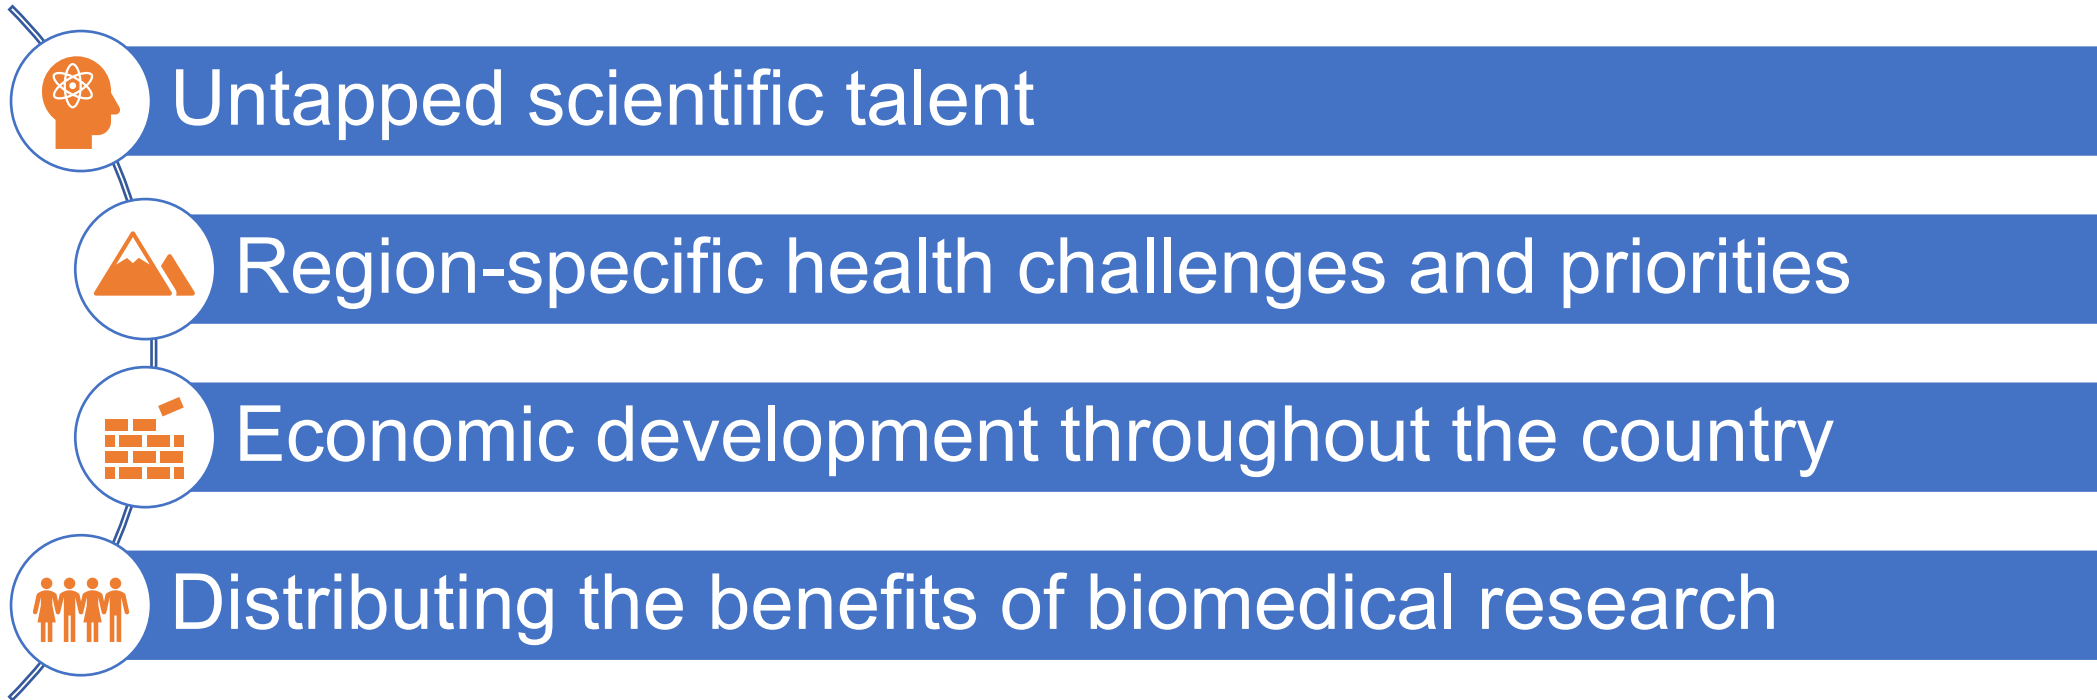 Untapped scientific talent
Region-specific health challenges and priorities
Economic development throughout the country
Distributing the benefits of biomedical research